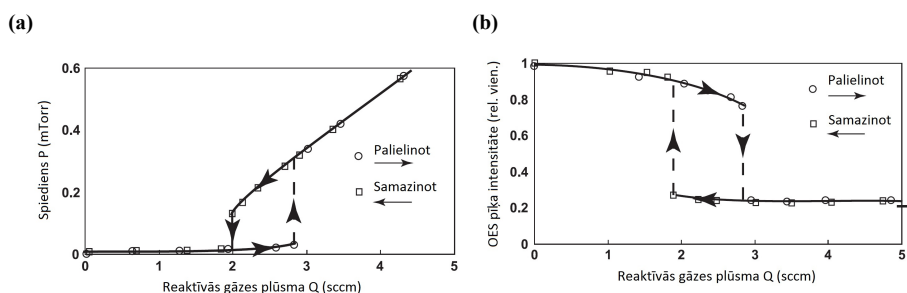 (a)
(b)
0.6
0.4
0.2
0.0
Spiediens P (mTorr)
Palielinot
Samazinot
0 1 2 3 4 5
Reaktīvās gāzes plūsma Q (sccm)
1
0.8
0.6
0.4
0.2
0
OES pīķa intensitāte (rel. vien.)
Palielinot
Samazinot
0 1 2 3 4 5
Reaktīvās gāzes plūsma Q (sccm)